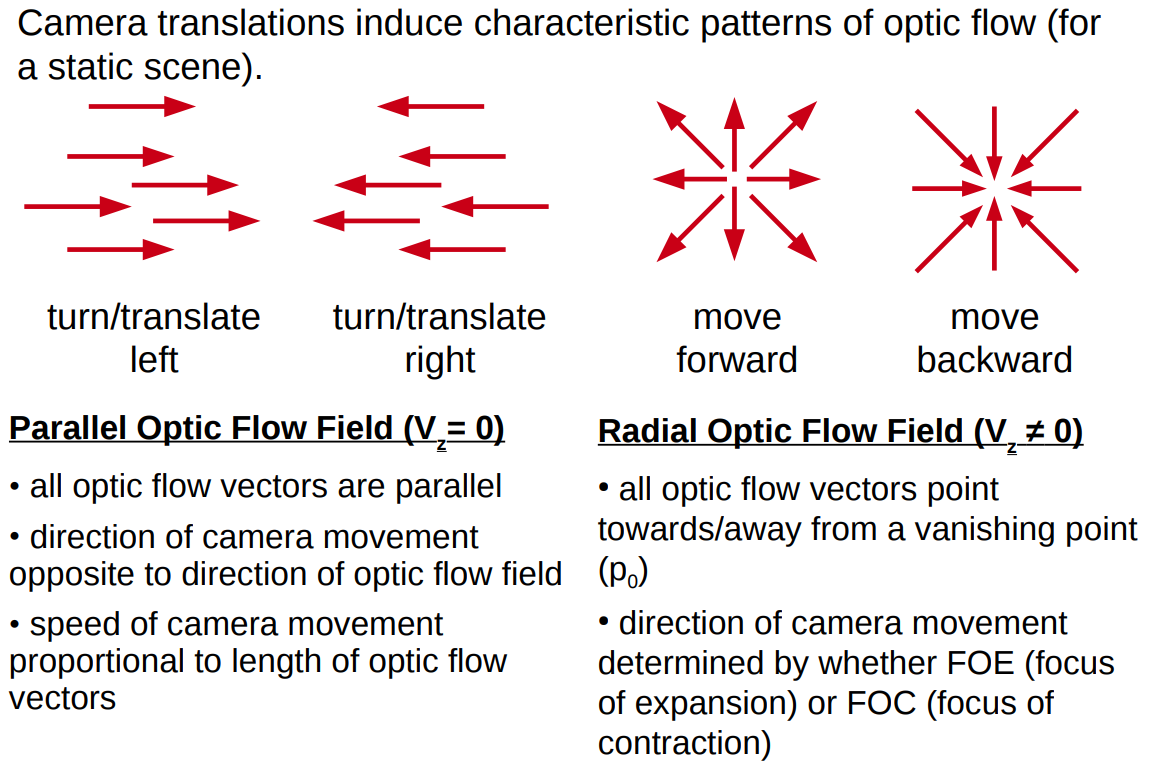 Camera translations induce characteristic patterns of optic flow (for
a static scene).
turn/translate
left
turn/translate
right
move
forward
move
backward
Parallel Optic Flow Field (Vz= 0)
• all optic flow vectors are parallel
• direction of camera movement
opposite to direction of optic flow field
• speed of camera movement
proportional to length of optic flow
vectors
Radial Optic Flow Field (Vz ≠ 0)
• all optic flow vectors point
towards/away from a vanishing point
(p0)
• direction of camera movement
determined by whether FOE (focus
of expansion) or FOC (focus of
contraction)